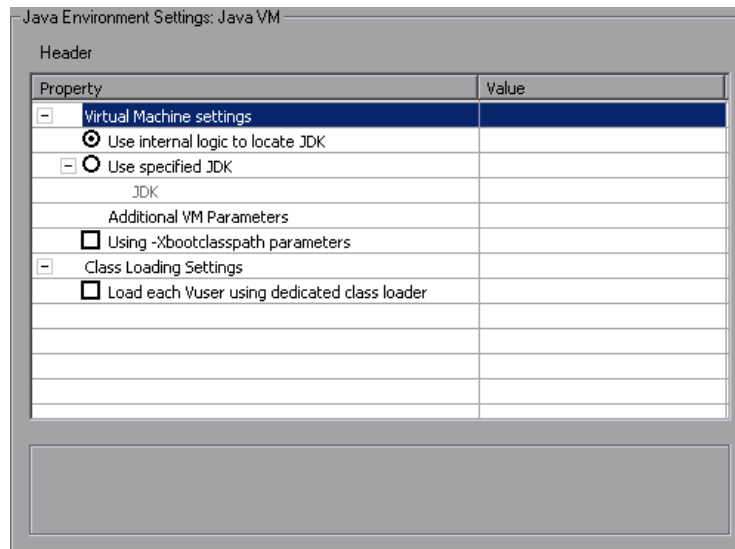 Java Environment Settings: Java VM
Header
Property Value
Virtual Machine settings
Use internal logic to locate JDK
Use specified JDK
JDK
Additional VM Parameters
Using -Xbootclasspath parameters
Class Loading Settings
Load each Vuser using dedicated class loader